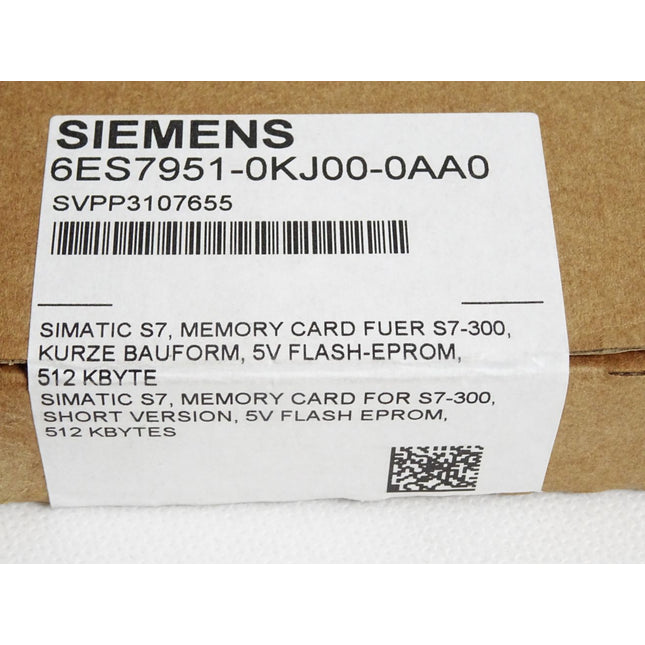 SIEMENS
6ES7951-0KJ00-0AA0
SVPP3107655
SIMATIC S7, MEMORY CARD FUER S7-300,
KURZE BAUFORM, 5V FLASH-EPROM,
512 KBYTE
SIMATIC S7, MEMORY CARD FOR S7-300,
SHORT VERSION, 5V FLASH EPROM,
512 KBYTES